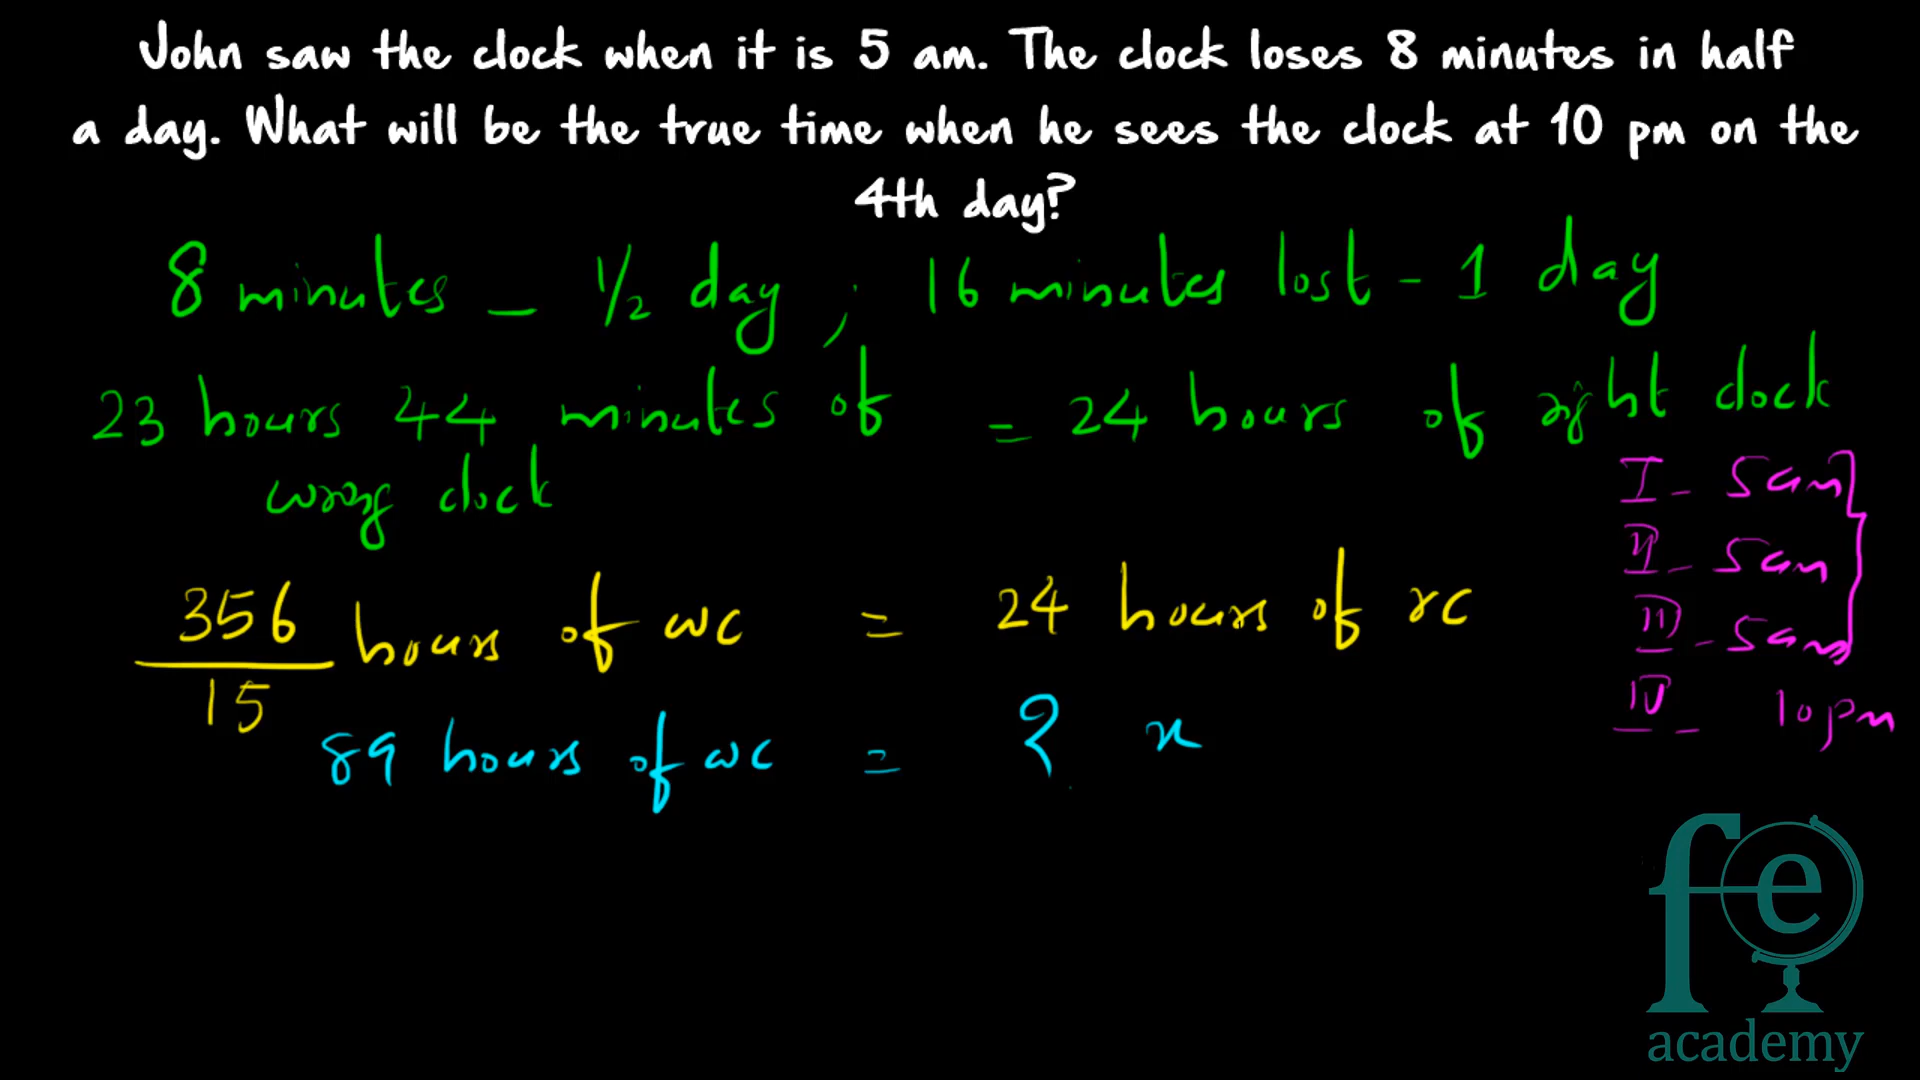 John saw the clock when it is 5 am. The clock loses 8 minutes in half
a day. What will be the true time when he sees the clock at 10 pm on the
4th day?
8 minutes - 1/2 day ; 16 minutes lost - 1 day
23 hours 44 minutes of = 24 hours of right clock
wrong clock
I - 5am
II - 5am
III - 5am
IV - 10pm
356/15 hours of wc = 24 hours of rc
89 hours of wc = ? x
fe
academy